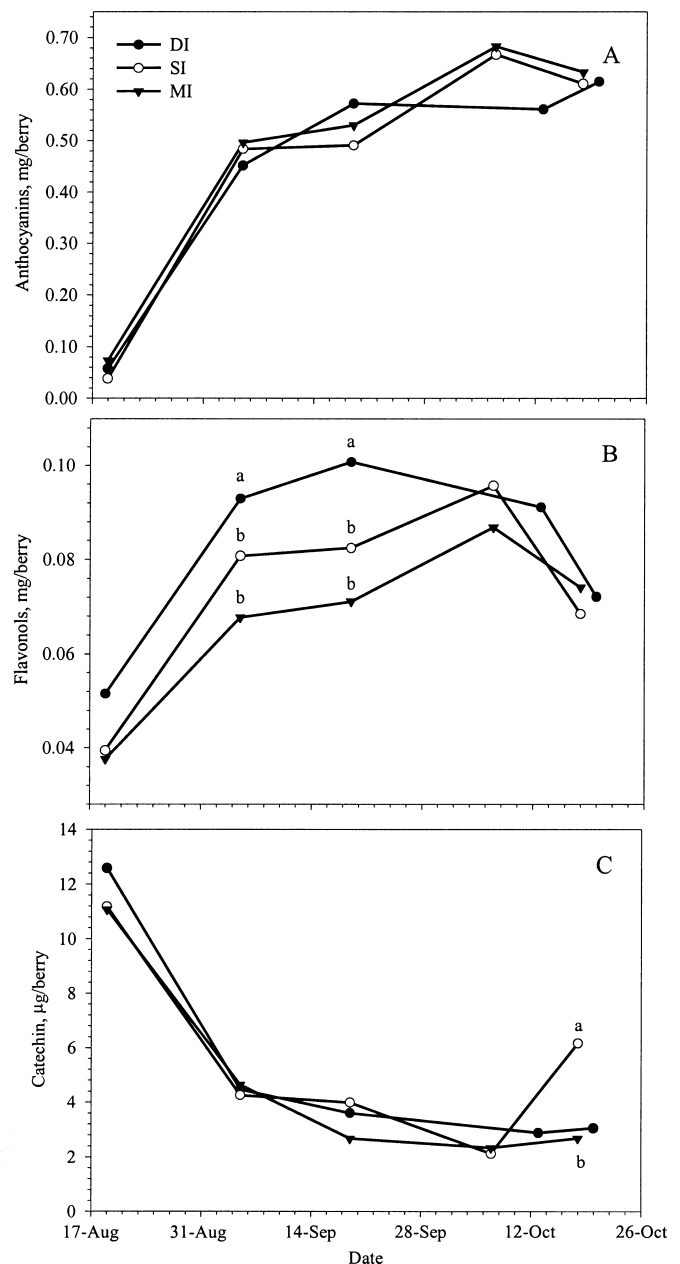 0.70
0.60
0.50
0.40
0.30
0.20
0.10
0.00
Anthocyanins, mg/berry
DI
SI
MI
A
0.10
0.08
0.06
0.04
Flavonols, mg/berry
a
a
b
b
b
b
B
14
12
10
8
6
4
2
0
Catechin, µg/berry
C
a
b
17-Aug 31-Aug 14-Sep 28-Sep 12-Oct 26-Oct
Date